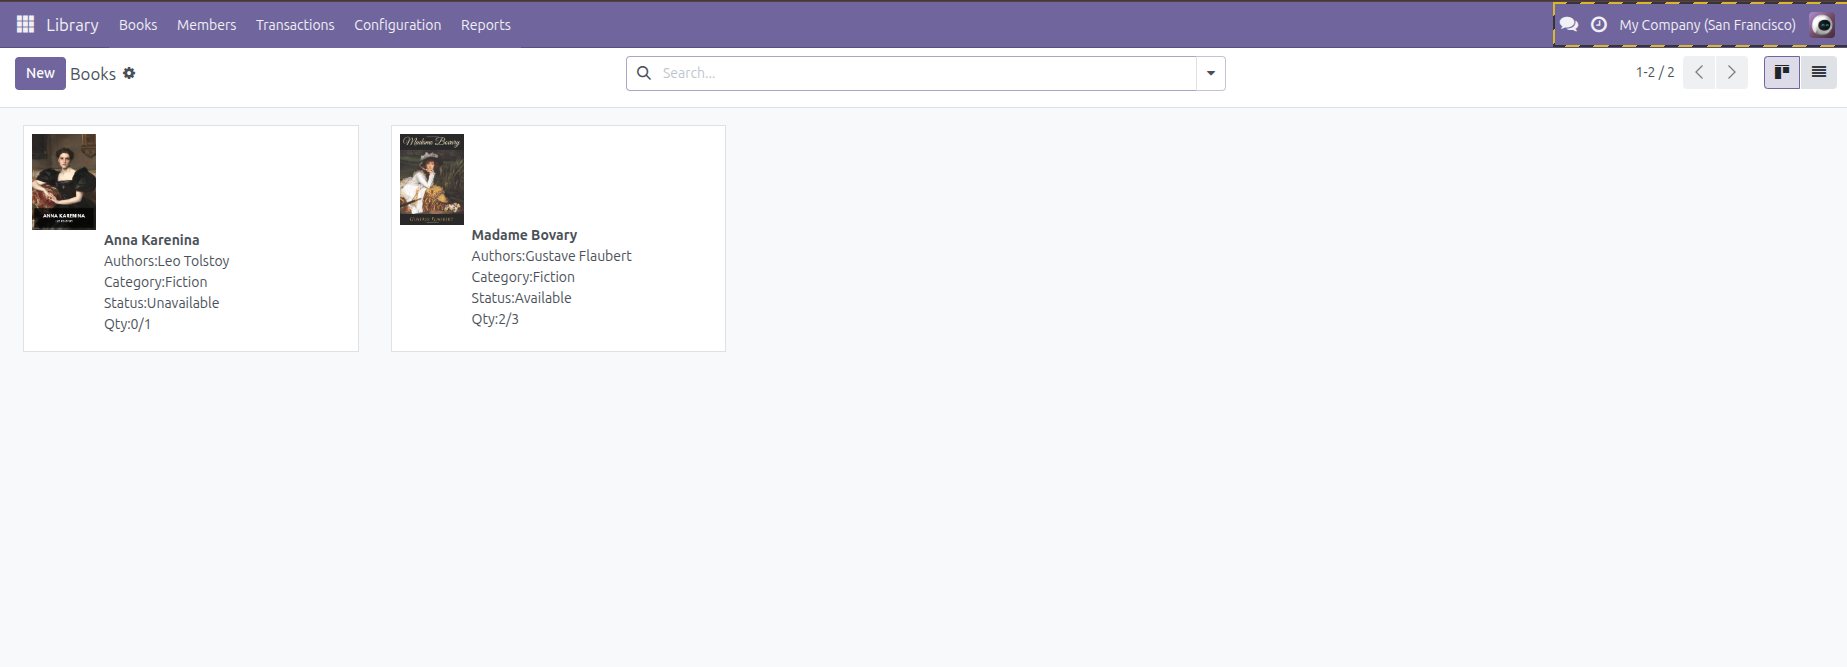 Library Books Members Transactions Configuration Reports My Company (San Francisco)
New Books Search... 1-2 / 2
ANNA KARENINA
Anna Karenina
Authors:Leo Tolstoy
Category:Fiction
Status:Unavailable
Qty:0/1
Madame Bovary
GUSTAVE FLAUBERT
Madame Bovary
Authors:Gustave Flaubert
Category:Fiction
Status:Available
Qty:2/3